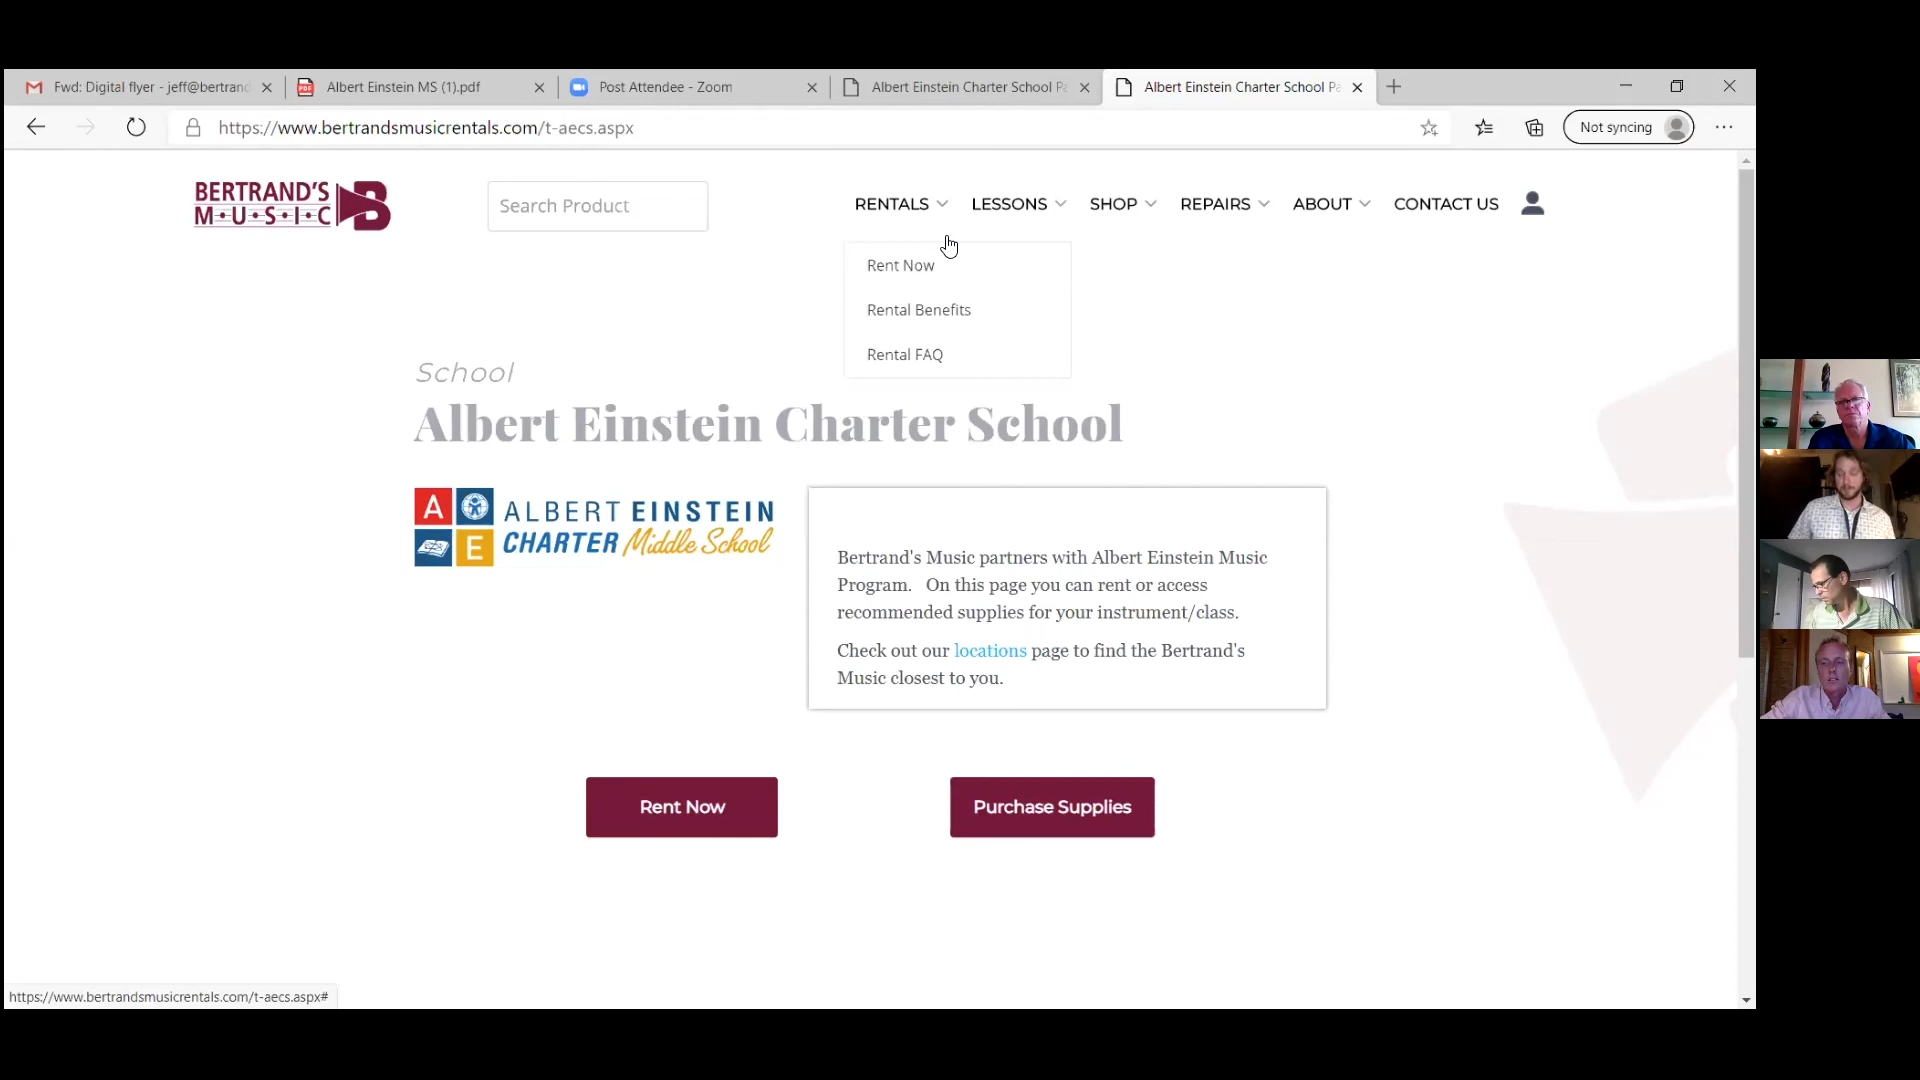 Fwd: Digital flyer - jeff@bertrand
Albert Einstein MS (1).pdf
Post Attendee - Zoom
Albert Einstein Charter School Pa
Albert Einstein Charter School Pa
https://www.bertrandsmusicrentals.com/t-aecs.aspx
Not syncing
BERTRAND'S
M·U·S·I·C
B
Search Product
RENTALS
LESSONS
SHOP
REPAIRS
ABOUT
CONTACT US
Rent Now
Rental Benefits
Rental FAQ
School
Albert Einstein Charter School
A
E
ALBERT EINSTEIN
CHARTER Middle School
Bertrand's Music partners with Albert Einstein Music
Program. On this page you can rent or access
recommended supplies for your instrument/class.
Check out our locations page to find the Bertrand's
Music closest to you.
Rent Now
Purchase Supplies
https://www.bertrandsmusicrentals.com/t-aecs.aspx#